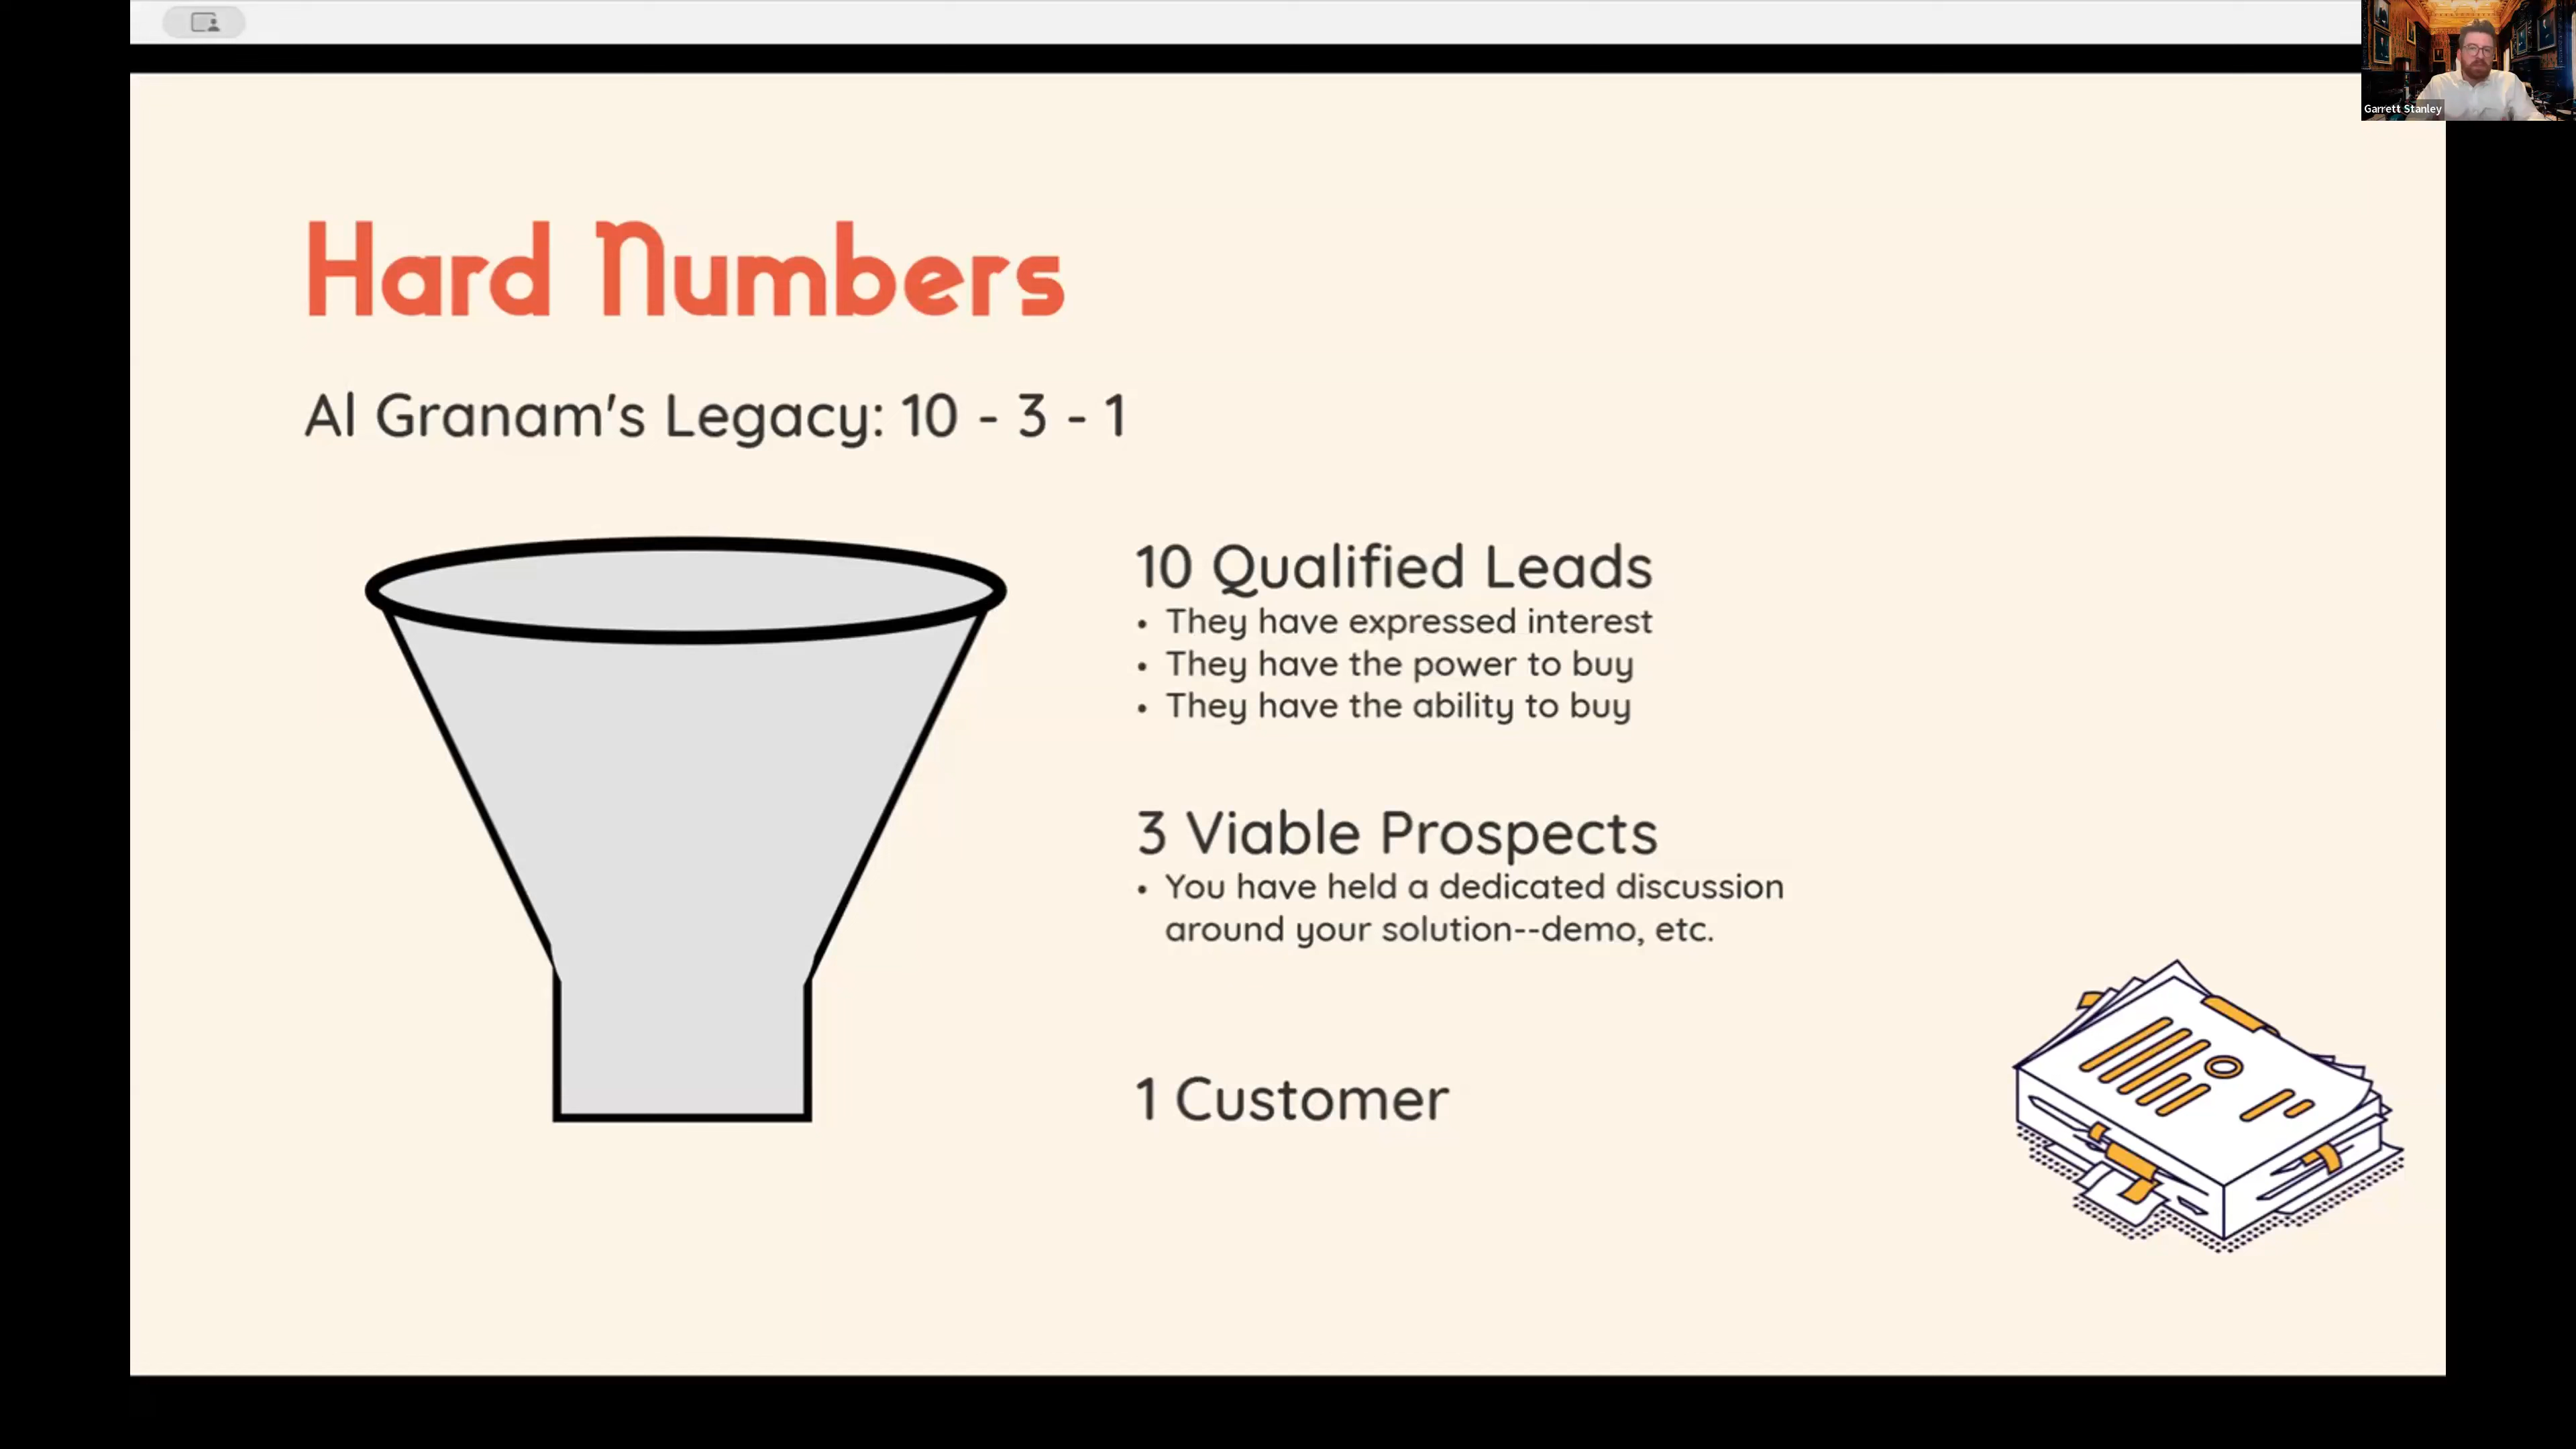 Garrett Stanley
Hard Numbers
Al Granam's Legacy: 10 - 3 - 1
10 Qualified Leads
• They have expressed interest
• They have the power to buy
• They have the ability to buy
3 Viable Prospects
• You have held a dedicated discussion
around your solution--demo, etc.
1 Customer